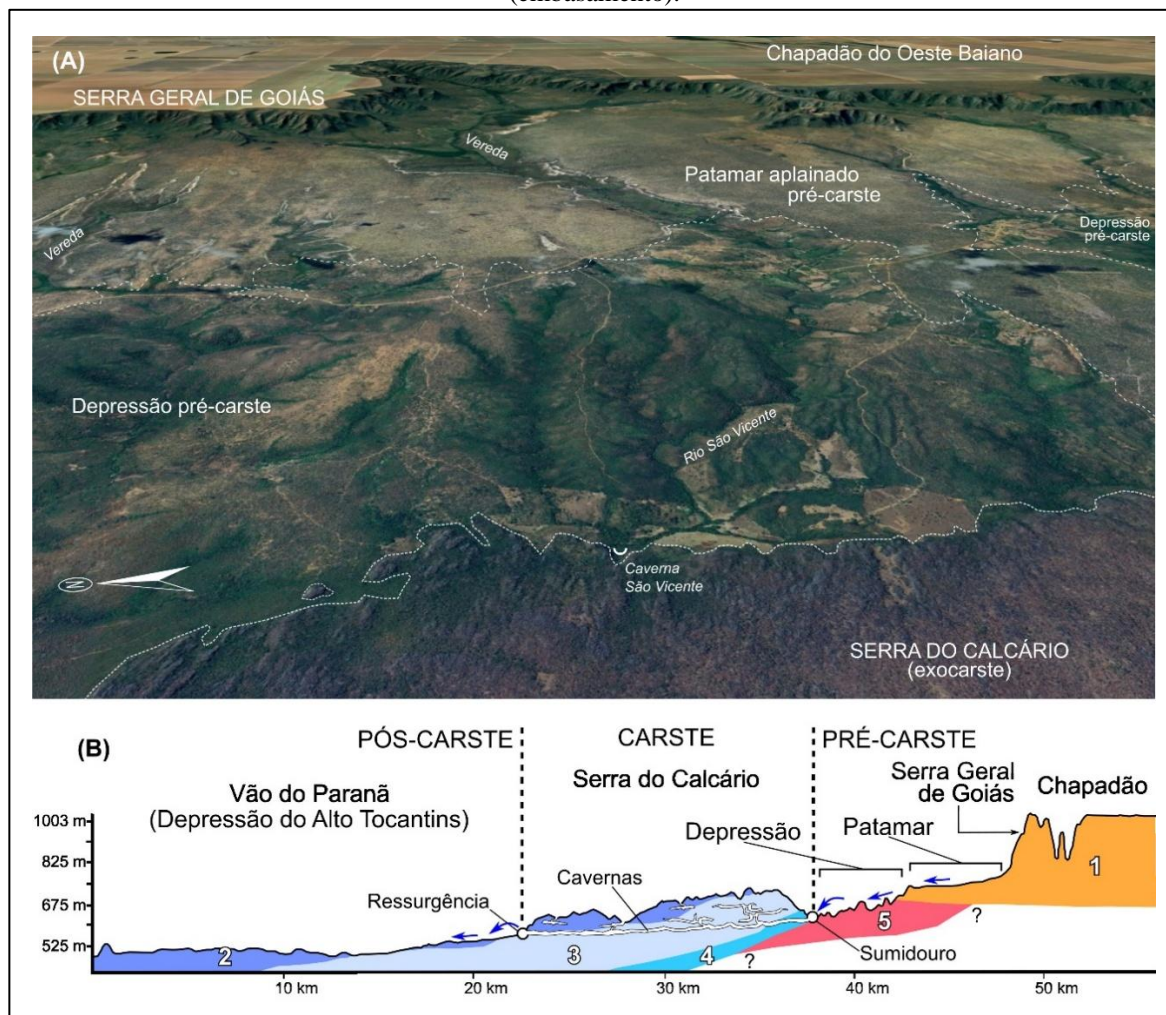 (embasamento).
(A)
Chapadão do Oeste Baiano
SERRA GERAL DE GOIÁS
Vereda
Patamar aplainado
pré-carste
Vereda
Depressão
pré-carste
Depressão pré-carste
Rio São Vicente
Caverna
São Vicente
N
SERRA DO CALCÁRIO
(exocarste)
(B)
PÓS-CARSTE
CARSTE
PRÉ-CARSTE
Vão do Paranã
(Depressão do Alto Tocantins)
Serra do Calcário
Serra Geral
de Goiás
Chapadão
Depressão
Patamar
1003 m
825 m
675 m
525 m
Ressurgência
Cavernas
Sumidouro
1
2
3
4
5
?
?
10 km
20 km
30 km
40 km
50 km